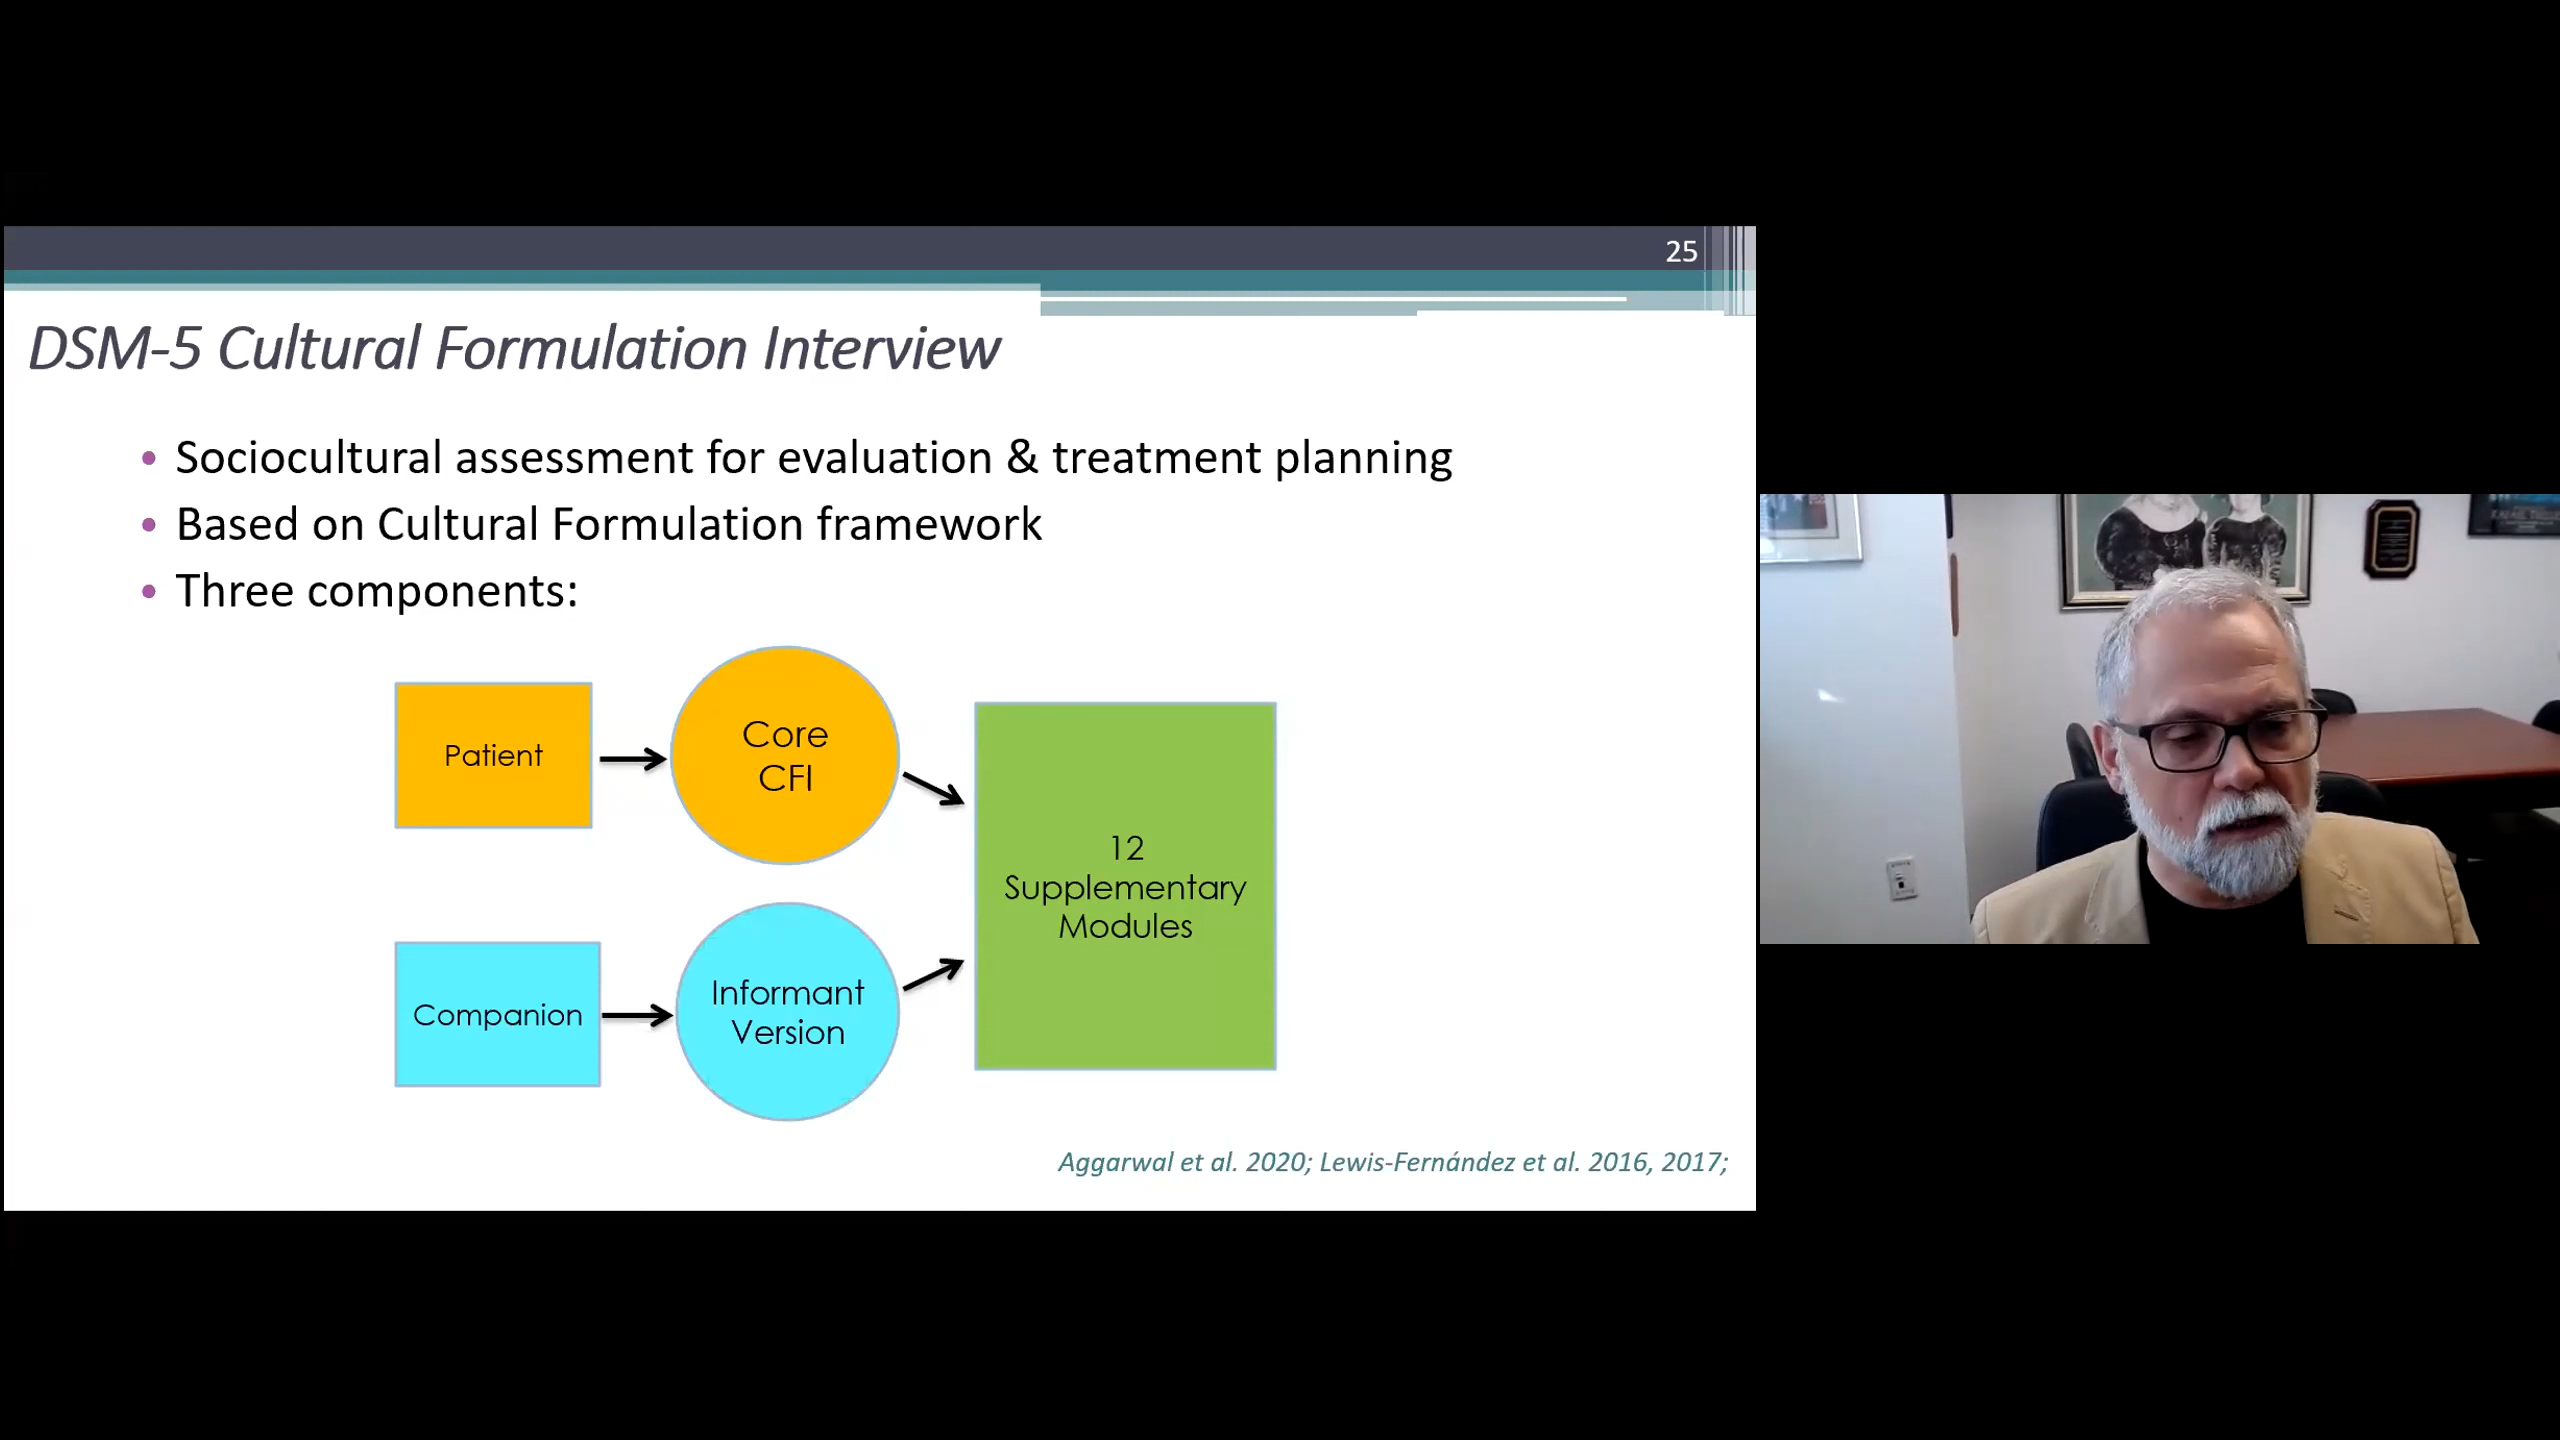 25
DSM-5 Cultural Formulation Interview
• Sociocultural assessment for evaluation & treatment planning
• Based on Cultural Formulation framework
• Three components:
Patient
Core
CFI
12
Supplementary
Modules
Companion
Informant
Version
Aggarwal et al. 2020; Lewis-Fernández et al. 2016, 2017;